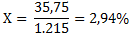 X = 35,75 / 1.215 = 2,94%